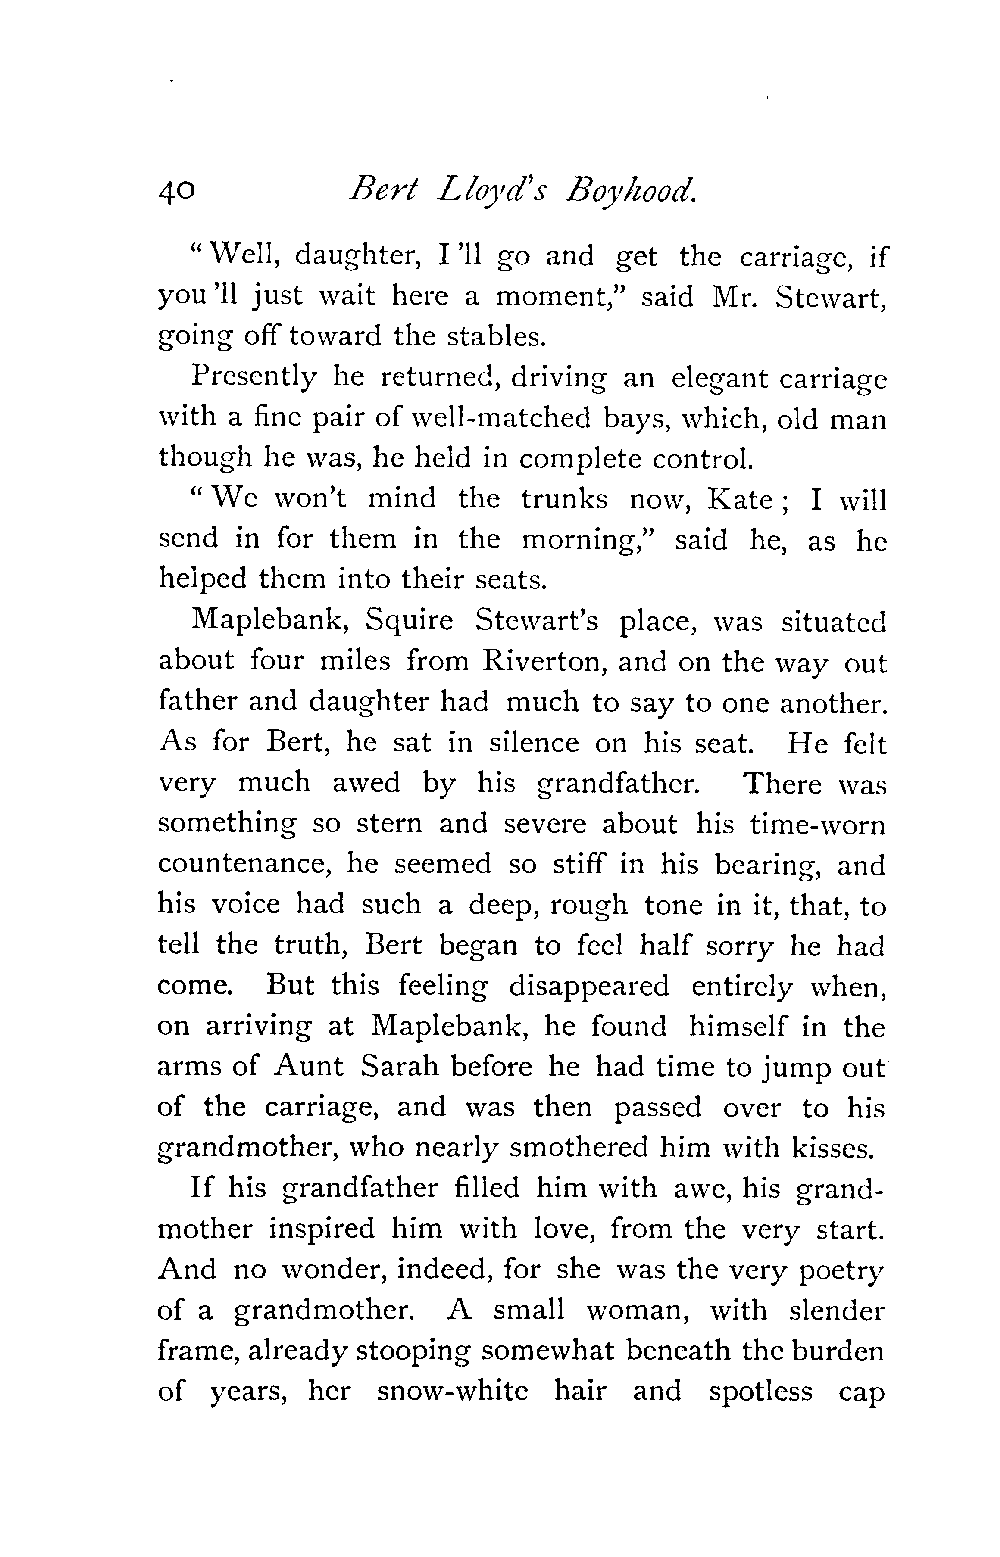 40 Bert Lloyd's Boyhood.
"Well, daughter, I'll go and get the carriage, if
you'll just wait here a moment," said Mr. Stewart,
going off toward the stables.
Presently he returned, driving an elegant carriage
with a fine pair of well-matched bays, which, old man
though he was, he held in complete control.
"We won't mind the trunks now, Kate; I will
send in for them in the morning," said he, as he
helped them into their seats.
Maplebank, Squire Stewart's place, was situated
about four miles from Riverton, and on the way out
father and daughter had much to say to one another.
As for Bert, he sat in silence on his seat. He felt
very much awed by his grandfather. There was
something so stern and severe about his time-worn
countenance, he seemed so stiff in his bearing, and
his voice had such a deep, rough tone in it, that, to
tell the truth, Bert began to feel half sorry he had
come. But this feeling disappeared entirely when,
on arriving at Maplebank, he found himself in the
arms of Aunt Sarah before he had time to jump out
of the carriage, and was then passed over to his
grandmother, who nearly smothered him with kisses.
If his grandfather filled him with awe, his grand-
mother inspired him with love, from the very start.
And no wonder, indeed, for she was the very poetry
of a grandmother. A small woman, with slender
frame, already stooping somewhat beneath the burden
of years, her snow-white hair and spotless cap